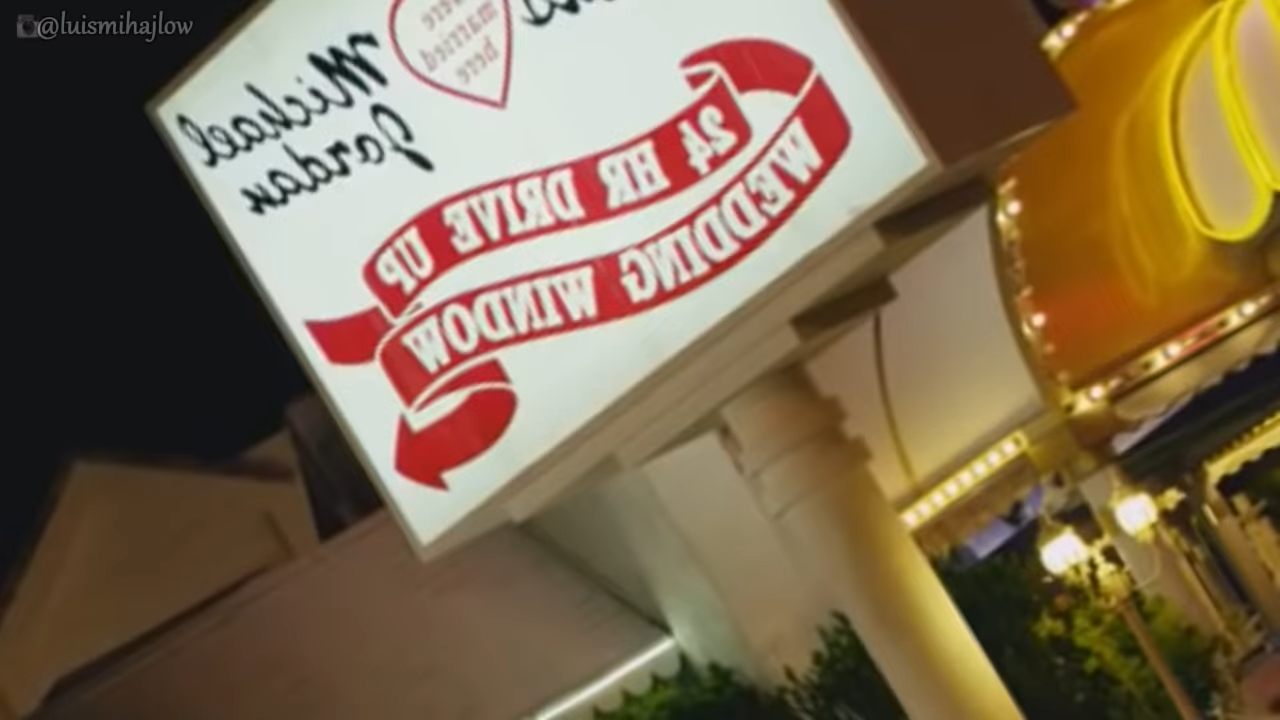 @luismihajlow
were
married
here
Michael
Jordan
24 HR DRIVE UP
WEDDING WINDOW